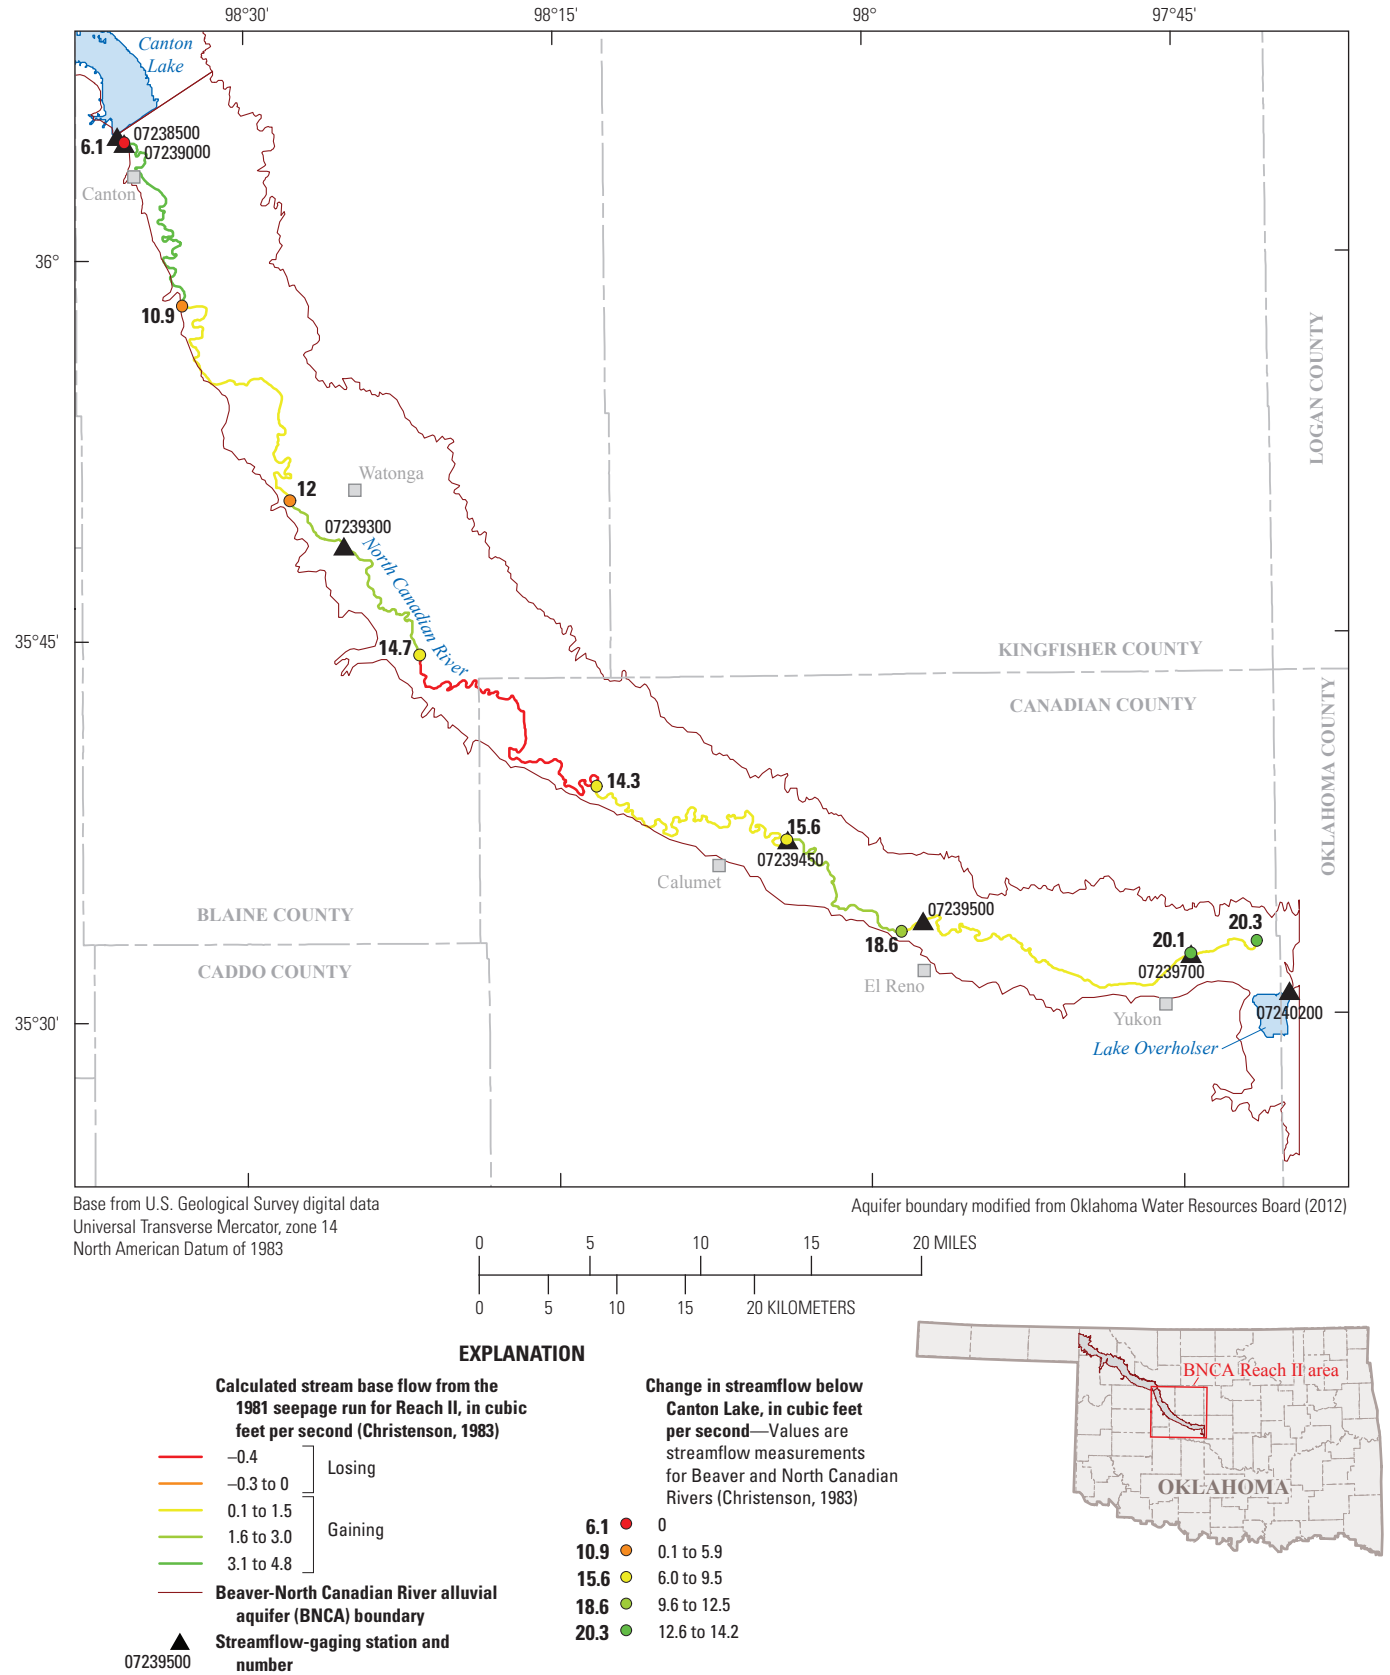 98°30'
98°15'
98°
97°45'
Canton
Lake
6.1
07238500
07239000
Canton
36°
10.9
LOGAN COUNTY
Watonga
12
07239300
North Canadian River
35°45'
14.7
KINGFISHER COUNTY
CANADIAN COUNTY
OKLAHOMA COUNTY
14.3
15.6
07239450
Calumet
BLAINE COUNTY
CADDO COUNTY
07239500
18.6
El Reno
20.1
20.3
07239700
35°30'
Yukon
07240200
Lake Overholser
Base from U.S. Geological Survey digital data
Universal Transverse Mercator, zone 14
North American Datum of 1983
Aquifer boundary modified from Oklahoma Water Resources Board (2012)
0 5 10 15 20 MILES
0 5 10 15 20 KILOMETERS
EXPLANATION
Calculated stream base flow from the
1981 seepage run for Reach II, in cubic
feet per second (Christenson, 1983)
–0.4
–0.3 to 0
Losing
0.1 to 1.5
1.6 to 3.0
3.1 to 4.8
Gaining
Beaver-North Canadian River alluvial
aquifer (BNCA) boundary
Streamflow-gaging station and
number
07239500
Change in streamflow below
Canton Lake, in cubic feet
per second—Values are
streamflow measurements
for Beaver and North Canadian
Rivers (Christenson, 1983)
6.1 0
10.9 0.1 to 5.9
15.6 6.0 to 9.5
18.6 9.6 to 12.5
20.3 12.6 to 14.2
BNCA Reach II area
OKLAHOMA